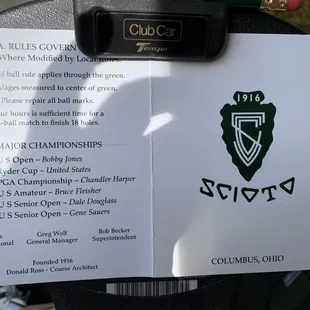 Club Car
Tempo
A. RULES GOVERN
Where Modified by Local Rules.
ball rule applies through the green.
measured to center of green.
Please repair all ball marks.
hours is sufficient time for a
-ball match to finish 18 holes.
MAJOR CHAMPIONSHIPS
U S Open – Bobby Jones
Ryder Cup – United States
PGA Championship – Chandler Harper
U S Amateur – Bruce Fleisher
U S Senior Open – Dale Douglass
U S Senior Open – Gene Sauers
Greg Wolf
General Manager
Bob Becker
Superintendent
Founded 1916
Donald Ross - Course Architect
1916
SCIOTO
COLUMBUS, OHIO